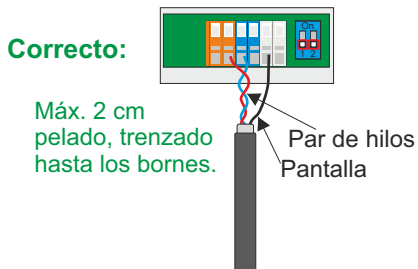 On
1 2
Correcto:
Máx. 2 cm
pelado, trenzado
hasta los bornes.
Par de hilos
Pantalla